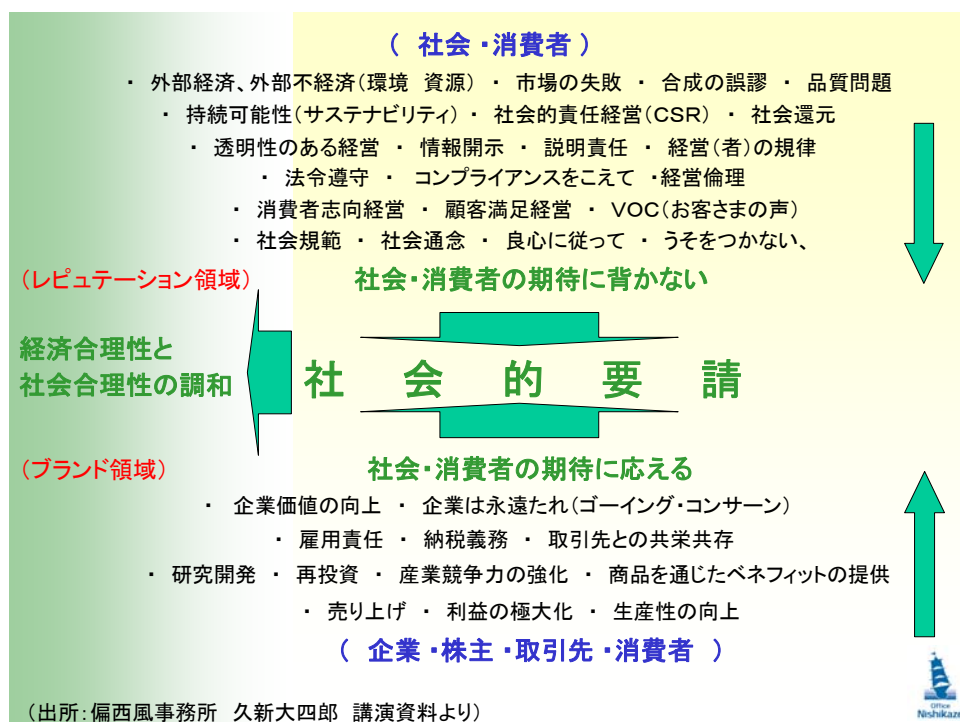 （ 社会・消費者 ）
・ 外部経済、外部不経済（環境 資源） ・ 市場の失敗 ・ 合成の誤謬 ・ 品質問題
・ 持続可能性（サステナビリティ）・ 社会的責任経営（CSR） ・ 社会還元
・ 透明性のある経営 ・ 情報開示 ・ 説明責任 ・ 経営（者）の規律
・ 法令遵守 ・ コンプライアンスをこえて ・経営倫理
・ 消費者志向経営 ・ 顧客満足経営 ・ VOC（お客さまの声）
・ 社会規範 ・ 社会通念 ・ 良心に従って ・ うそをつかない、
（レピュテーション領域） 社会・消費者の期待に背かない
経済合理性と
社会合理性の調和
社 会 的 要 請
（ブランド領域） 社会・消費者の期待に応える
・ 企業価値の向上 ・ 企業は永遠たれ（ゴーイング・コンサーン）
・ 雇用責任 ・ 納税義務 ・ 取引先との共栄共存
・ 研究開発 ・ 再投資 ・ 産業競争力の強化 ・ 商品を通じたベネフィットの提供
・ 売り上げ ・ 利益の極大化 ・ 生産性の向上
（ 企業・株主・取引先・消費者 ）
Office
Nishikaze
（出所：偏西風事務所 久新大四郎 講演資料より）